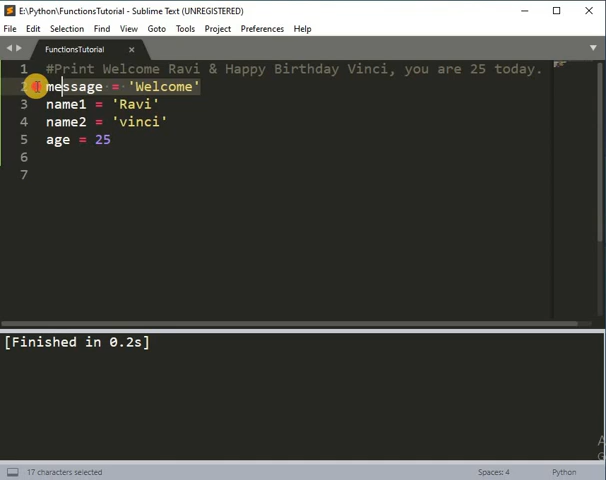 E:\Python\FunctionsTutorial - Sublime Text (UNREGISTERED)
File Edit Selection Find View Goto Tools Project Preferences Help
FunctionsTutorial
1 #Print Welcome Ravi & Happy Birthday Vinci, you are 25 today.
2 message = 'Welcome'
3 name1 = 'Ravi'
4 name2 = 'vinci'
5 age = 25
6
7
[Finished in 0.2s]
17 characters selected Spaces: 4 Python